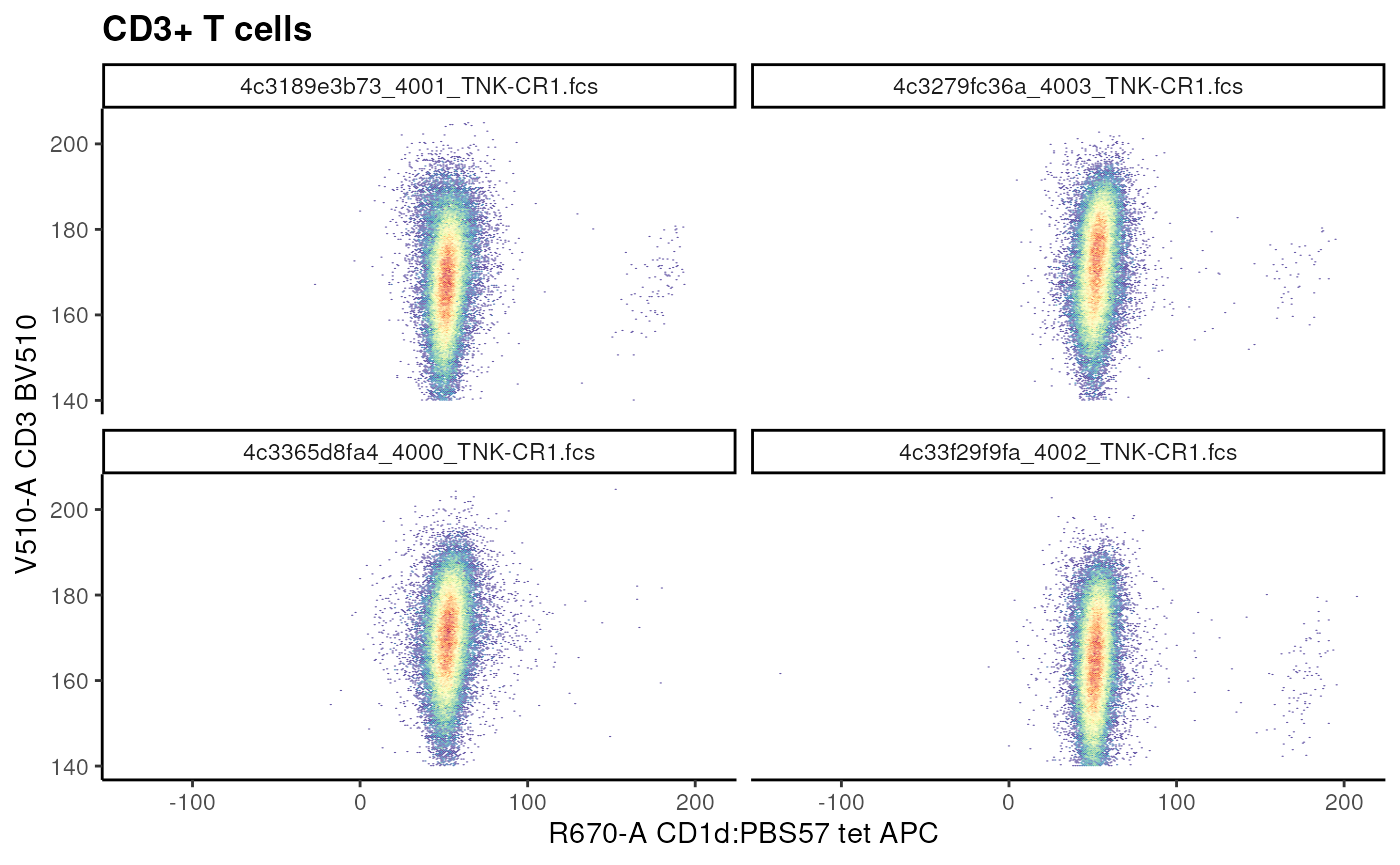 CD3+ T cells
4c3189e3b73_4001_TNK-CR1.fcs
4c3279fc36a_4003_TNK-CR1.fcs
200
180
160
140
4c3365d8fa4_4000_TNK-CR1.fcs
4c33f29f9fa_4002_TNK-CR1.fcs
200
180
160
140
V510-A CD3 BV510
-100 0 100 200
-100 0 100 200
R670-A CD1d:PBS57 tet APC